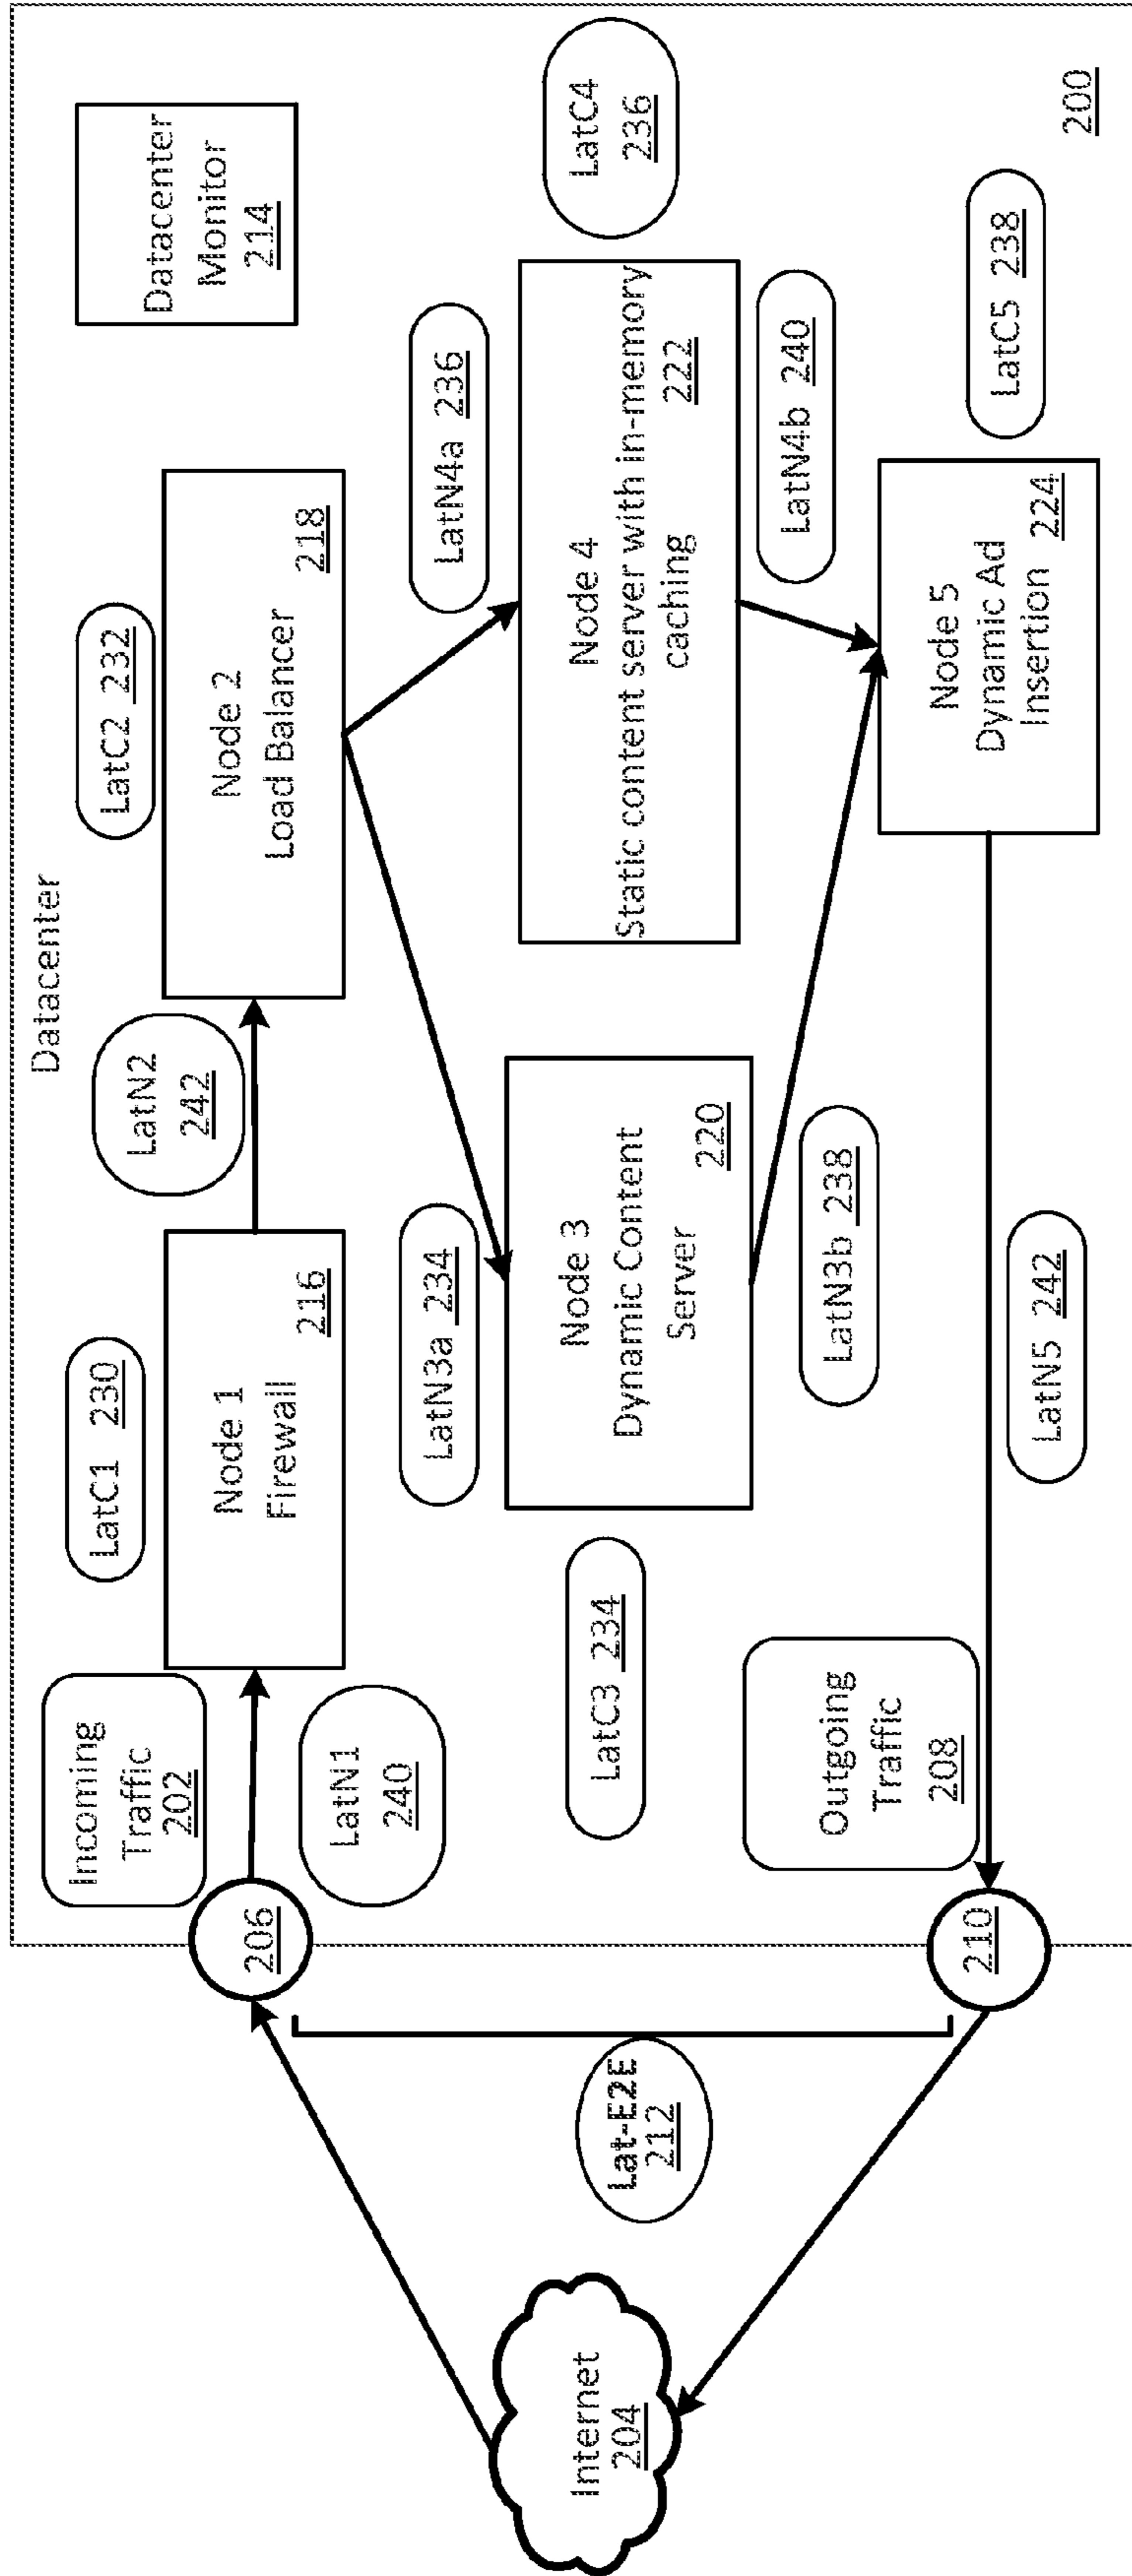 Datacenter
Incoming
Traffic
202
LatC1 230
LatN2
242
LatC2 232
Datacenter
Monitor
214
206
Node 1
Firewall
216
Node 2
Load Balancer
218
LatN1
240
LatN3a 234
LatN4a 236
Internet
204
Lat-E2E
212
LatC3 234
Node 3
Dynamic Content
Server
220
Node 4
Static content server with in-memory
caching
222
LatC4
236
Outgoing
Traffic
208
LatN3b 238
LatN4b 240
210
LatN5 242
Node 5
Dynamic Ad
Insertion
224
LatC5 238
200